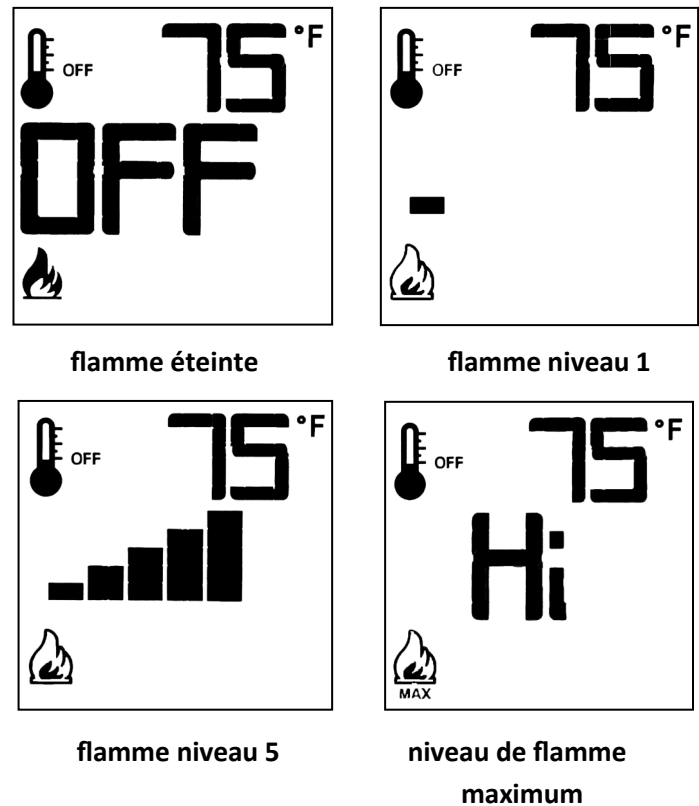 75 °F
OFF
OFF
flamme éteinte
75 °F
OFF
flamme niveau 1
75 °F
OFF
flamme niveau 5
75 °F
OFF
Hi
MAX
niveau de flamme
maximum